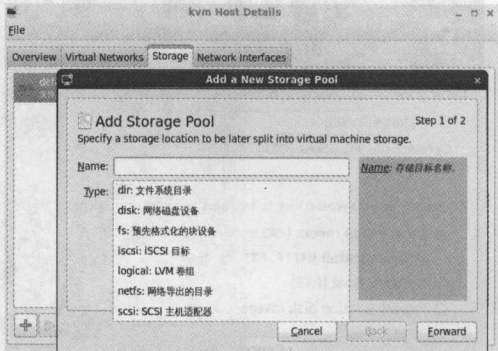 kvm Host Details
File
Overview Virtual Networks Storage Network Interfaces
def
Add a New Storage Pool
Add Storage Pool
Step 1 of 2
Specify a storage location to be later split into virtual machine storage.
Name:
Name: 存储目标名称.
Type:
dir: 文件系统目录
disk: 网络磁盘设备
fs: 预先格式化的块设备
iscsi: iSCSI 目标
logical: LVM 卷组
netfs: 网络导出的目录
scsi: SCSI 主机适配器
Cancel Back Forward